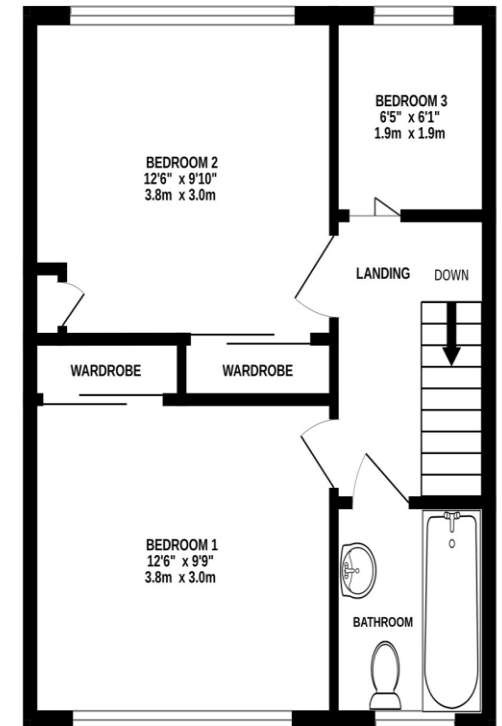 BEDROOM 2
12'6" x 9'10"
3.8m x 3.0m
BEDROOM 3
6'5" x 6'1"
1.9m x 1.9m
LANDING
DOWN
WARDROBE
WARDROBE
BEDROOM 1
12'6" x 9'9"
3.8m x 3.0m
BATHROOM